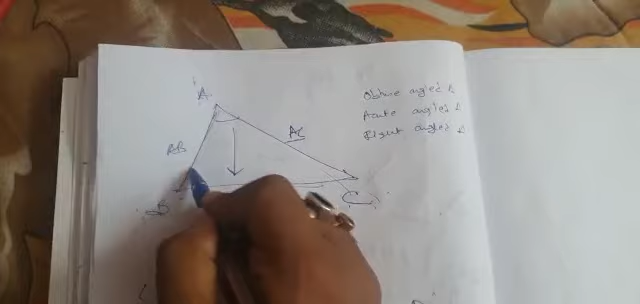 A
AB
AC
B
C
Obtuse angled Δ
Acute angled Δ
Right angled Δ